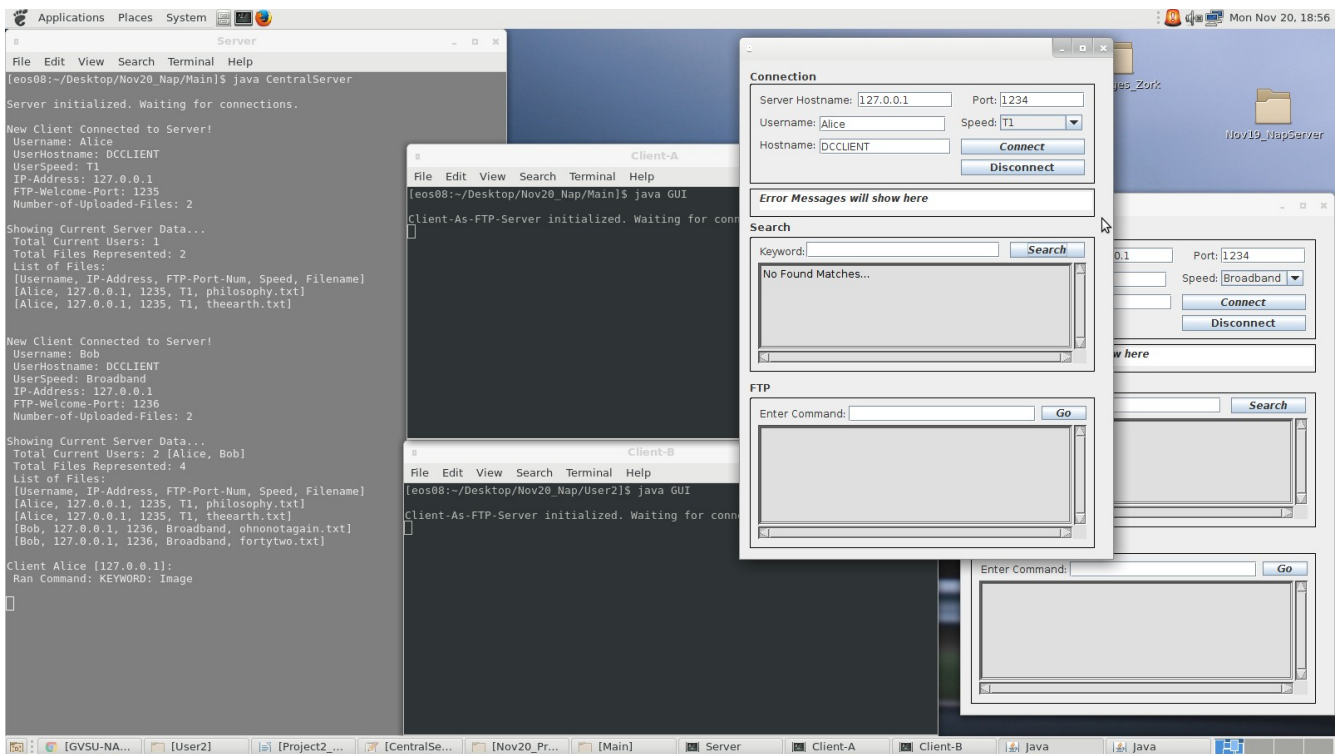 Applications Places System
Mon Nov 20, 18:56
Server
File Edit View Search Terminal Help
[eos08:~/Desktop/Nov20_Nap/Main]$ java CentralServer
Server initialized. Waiting for connections.
New Client Connected to Server!
Username: Alice
UserHostname: DCCLIENT
UserSpeed: T1
IP-Address: 127.0.0.1
FTP-Welcome-Port: 1235
Number-of-Uploaded-Files: 2
Showing Current Server Data...
Total Current Users: 1
Total Files Represented: 2
List of Files:
[Username, IP-Address, FTP-Port-Num, Speed, Filename]
[Alice, 127.0.0.1, 1235, T1, philosophy.txt]
[Alice, 127.0.0.1, 1235, T1, theearth.txt]
New Client Connected to Server!
Username: Bob
UserHostname: DCCLIENT
UserSpeed: Broadband
IP-Address: 127.0.0.1
FTP-Welcome-Port: 1236
Number-of-Uploaded-Files: 2
Showing Current Server Data...
Total Current Users: 2 [Alice, Bob]
Total Files Represented: 4
List of Files:
[Username, IP-Address, FTP-Port-Num, Speed, Filename]
[Alice, 127.0.0.1, 1235, T1, philosophy.txt]
[Alice, 127.0.0.1, 1235, T1, theearth.txt]
[Bob, 127.0.0.1, 1236, Broadband, ohnonotagain.txt]
[Bob, 127.0.0.1, 1236, Broadband, fortytwo.txt]
Client Alice [127.0.0.1]:
Ran Command: KEYWORD: Image
Client-A
File Edit View Search Terminal Help
[eos08:~/Desktop/Nov20_Nap/Main]$ java GUI
Client-As-FTP-Server initialized. Waiting for conn
Client-B
File Edit View Search Terminal Help
[eos08:~/Desktop/Nov20_Nap/User2]$ java GUI
Client-As-FTP-Server initialized. Waiting for conn
Connection
Server Hostname: 127.0.0.1 Port: 1234
Username: Alice Speed: T1
Hostname: DCCLIENT Connect
Disconnect
Error Messages will show here
Search
Keyword: Search
No Found Matches...
FTP
Enter Command: Go
ges_Zork
Nov19_NapServer
0.1 Port: 1234
Speed: Broadband
Connect
Disconnect
w here
Search
Enter Command: Go
[GVSU-NA... [User2] [Project2_... [CentralSe... [Nov20_Pr... [Main] Server Client-A Client-B Java Java